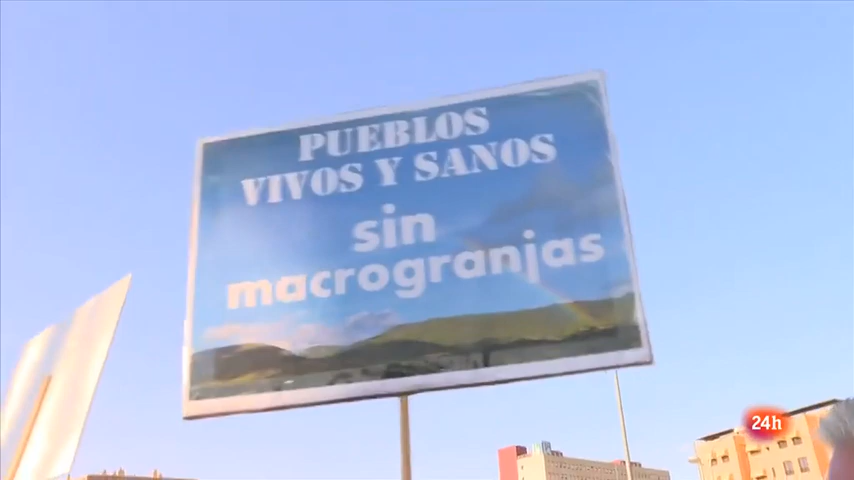 PUEBLOS
VIVOS Y SANOS
sin
macrogranjas
24h